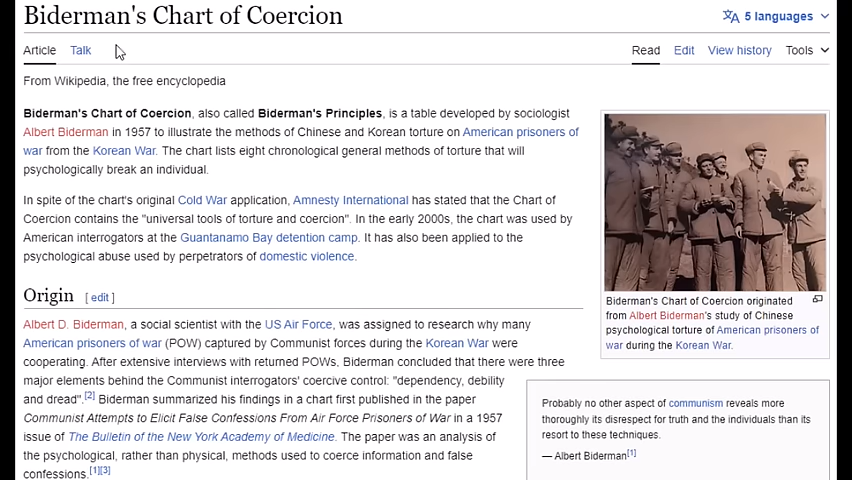 Biderman's Chart of Coercion
5 languages
Article Talk Read Edit View history Tools
From Wikipedia, the free encyclopedia
Biderman's Chart of Coercion, also called Biderman's Principles, is a table developed by sociologist
Albert Biderman in 1957 to illustrate the methods of Chinese and Korean torture on American prisoners of
war from the Korean War. The chart lists eight chronological general methods of torture that will
psychologically break an individual.
In spite of the chart's original Cold War application, Amnesty International has stated that the Chart of
Coercion contains the "universal tools of torture and coercion". In the early 2000s, the chart was used by
American interrogators at the Guantanamo Bay detention camp. It has also been applied to the
psychological abuse used by perpetrators of domestic violence.
Biderman's Chart of Coercion originated
from Albert Biderman's study of Chinese
psychological torture of American prisoners of
war during the Korean War.
Origin [ edit ]
Albert D. Biderman, a social scientist with the US Air Force, was assigned to research why many
American prisoners of war (POW) captured by Communist forces during the Korean War were
cooperating. After extensive interviews with returned POWs, Biderman concluded that there were three
major elements behind the Communist interrogators' coercive control: "dependency, debility
and dread".[2] Biderman summarized his findings in a chart first published in the paper
Communist Attempts to Elicit False Confessions From Air Force Prisoners of War in a 1957
issue of The Bulletin of the New York Academy of Medicine. The paper was an analysis of
the psychological, rather than physical, methods used to coerce information and false
confessions.[1][3]
Probably no other aspect of communism reveals more
thoroughly its disrespect for truth and the individuals than its
resort to these techniques.
— Albert Biderman[1]